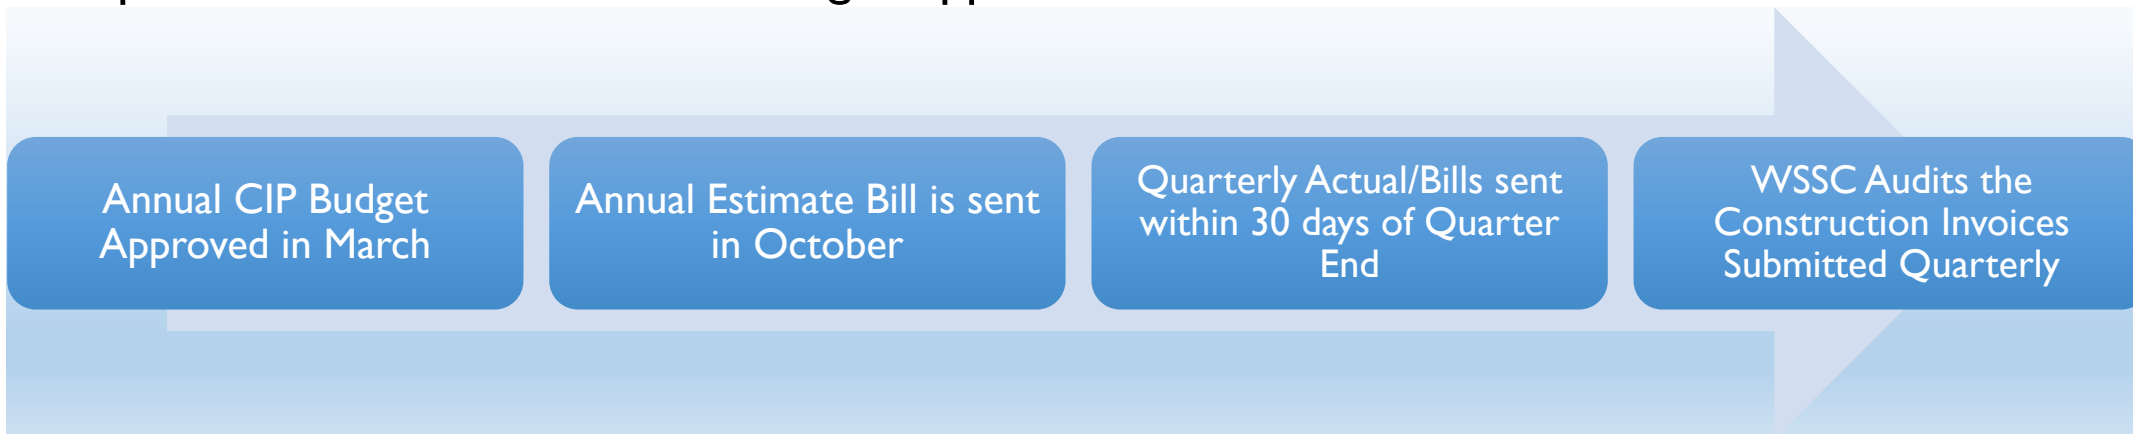 Annual CIP Budget
Approved in March
Annual Estimate Bill is sent
in October
Quarterly Actual/Bills sent
within 30 days of Quarter
End
WSSC Audits the
Construction Invoices
Submitted Quarterly